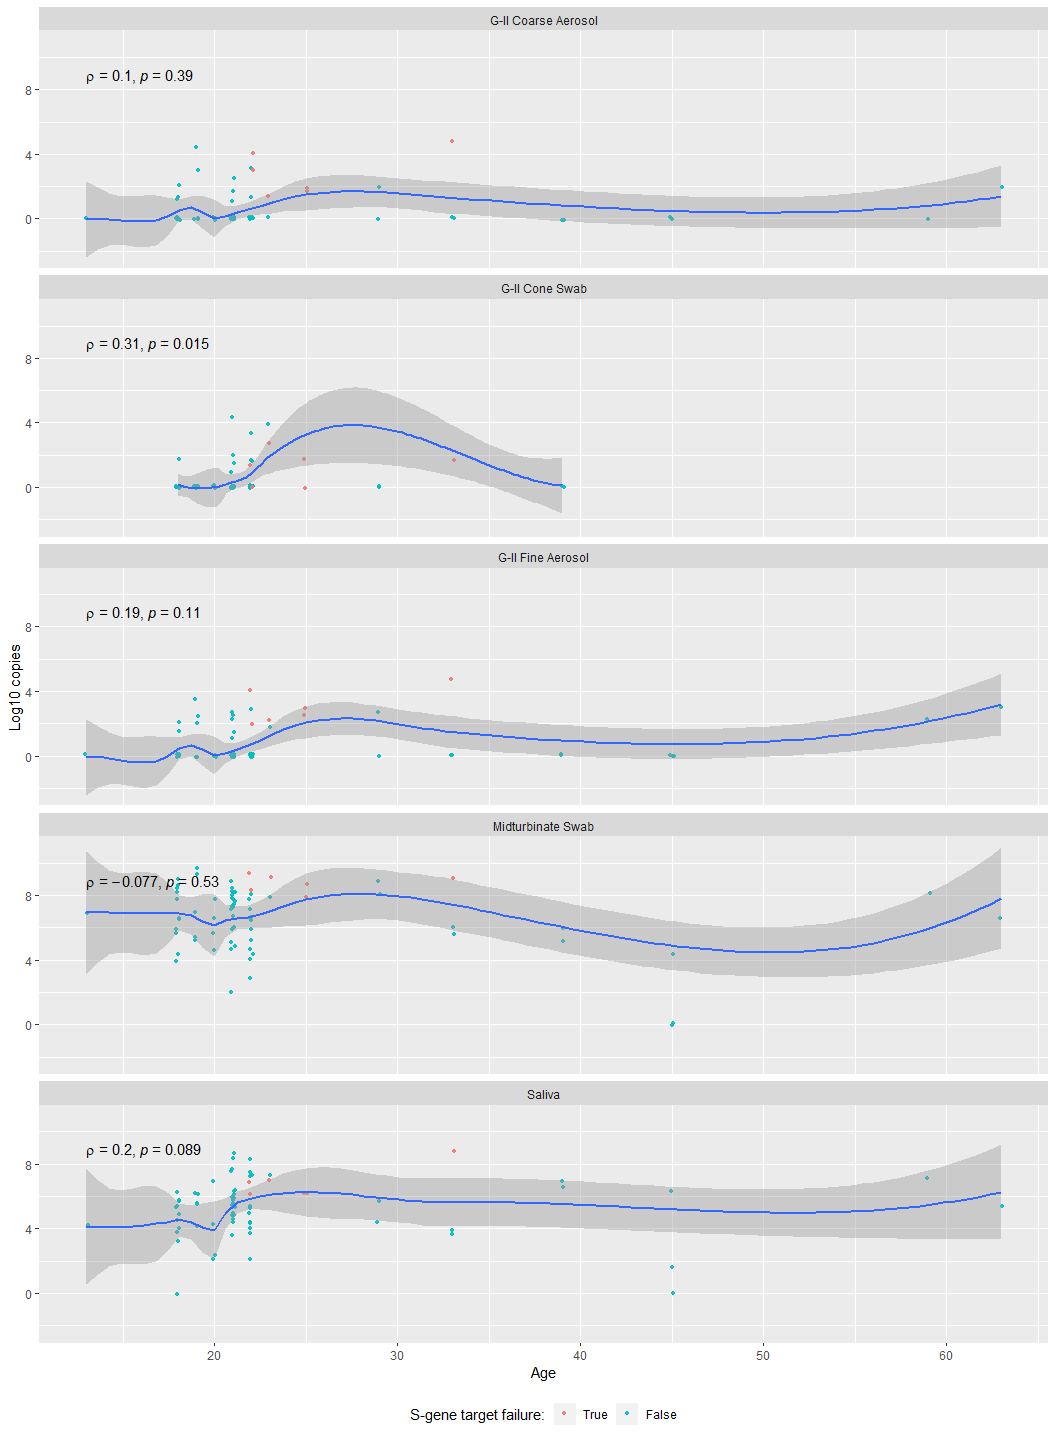 G-II Coarse Aerosol
ρ = 0.1, p = 0.39
8
4
0
G-II Cone Swab
ρ = 0.31, p = 0.015
8
4
0
G-II Fine Aerosol
ρ = 0.19, p = 0.11
8
4
0
Log10 copies
Midturbinate Swab
ρ = −0.077, p = 0.53
8
4
0
Saliva
ρ = 0.2, p = 0.089
8
4
0
20 30 40 50 60
Age
S-gene target failure: True False